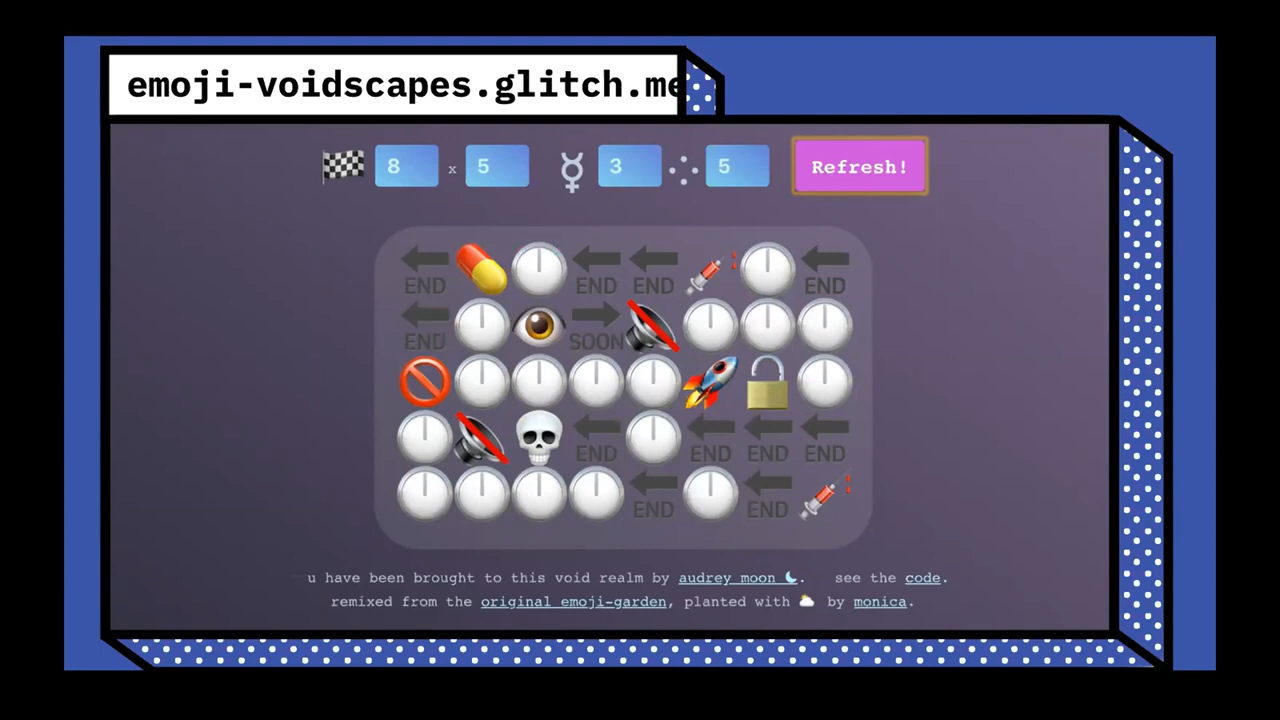 emoji-voidscapes.glitch.me
8 x 5 3 5 Refresh!
END END END END
END SOON
END END END END
END END
u have been brought to this void realm by audrey moon. see the code.
remixed from the original emoji-garden, planted with by monica.